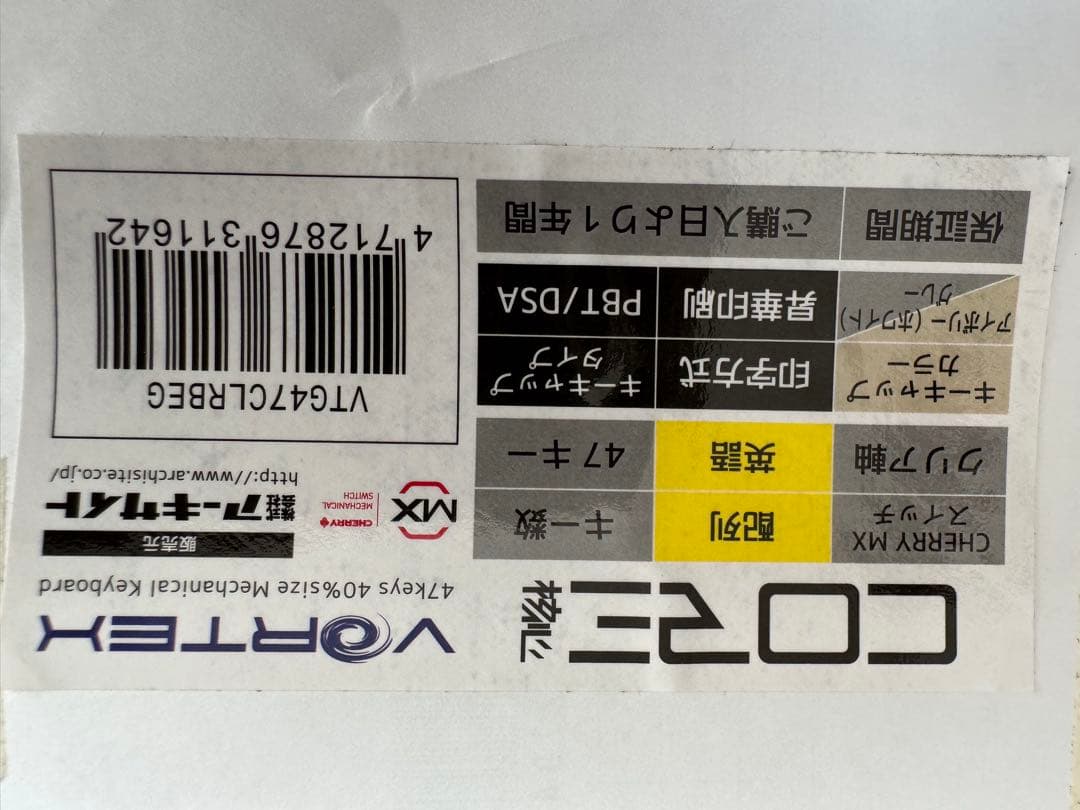 CORE 核心
VORTEX
47keys 40%size Mechanical Keyboard
CHERRY MX
スイッチ
配列
キー数
クリア軸
英語
47キー
キーキャップ
カラー
印字方式
キーキャップ
タイプ
アイボリー(ホワイト)
グレー
昇華印刷
PBT/DSA
保証期間
ご購入日より1年間
MX
CHERRY
MECHANICAL
SWITCH
販売元
株式会社アーキサイト
http://www.archisite.co.jp/
VTG47CLRBEG
4 712876 311642